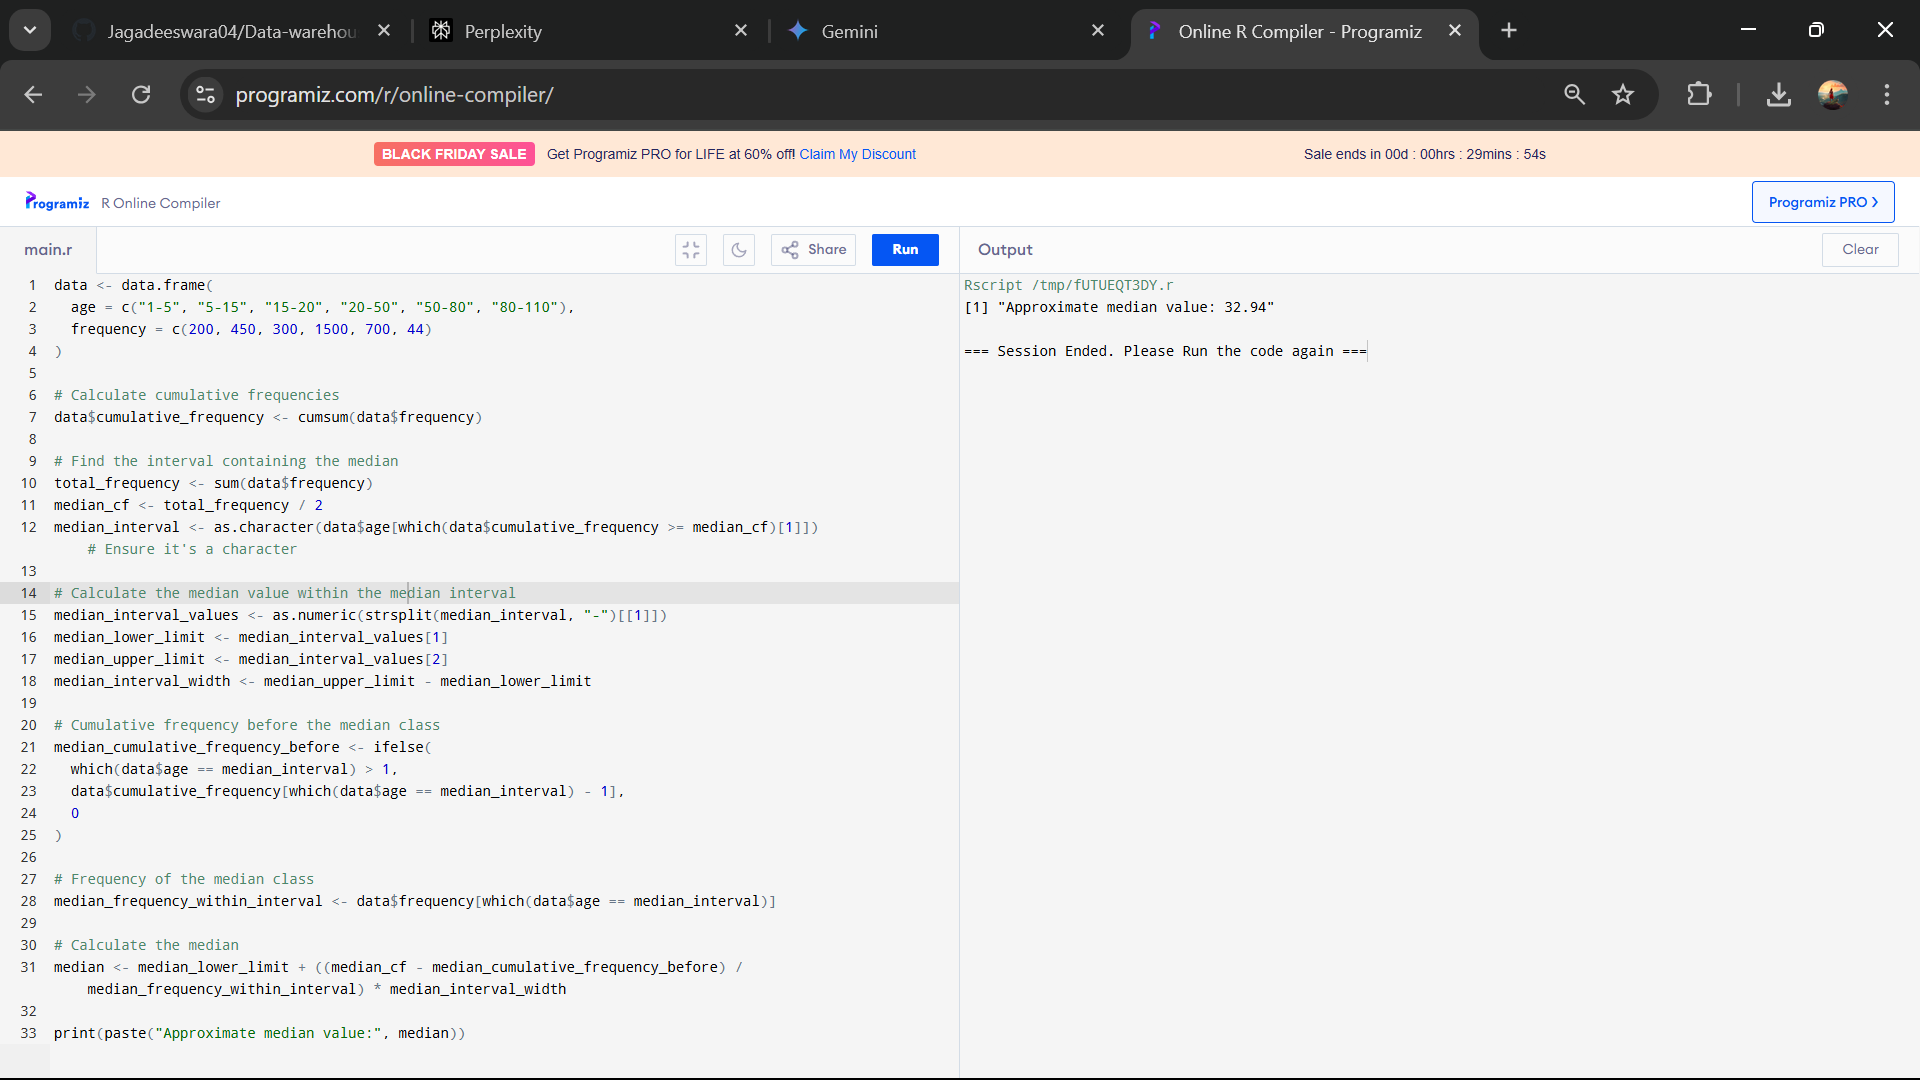 Jagadeeswara04/Data-warehou
Perplexity
Gemini
Online R Compiler - Programiz
programiz.com/r/online-compiler/
BLACK FRIDAY SALE Get Programiz PRO for LIFE at 60% off! Claim My Discount
Sale ends in 00d : 00hrs : 29mins : 54s
Programiz R Online Compiler
Programiz PRO >
main.r
Share
Run
Output
Clear
1 data <- data.frame(
2 age = c("1-5", "5-15", "15-20", "20-50", "50-80", "80-110"),
3 frequency = c(200, 450, 300, 1500, 700, 44)
4 )
5
6 # Calculate cumulative frequencies
7 data$cumulative_frequency <- cumsum(data$frequency)
8
9 # Find the interval containing the median
10 total_frequency <- sum(data$frequency)
11 median_cf <- total_frequency / 2
12 median_interval <- as.character(data$age[which(data$cumulative_frequency >= median_cf)[1]])
# Ensure it's a character
13
14 # Calculate the median value within the median interval
15 median_interval_values <- as.numeric(strsplit(median_interval, "-")[[1]])
16 median_lower_limit <- median_interval_values[1]
17 median_upper_limit <- median_interval_values[2]
18 median_interval_width <- median_upper_limit - median_lower_limit
19
20 # Cumulative frequency before the median class
21 median_cumulative_frequency_before <- ifelse(
22 which(data$age == median_interval) > 1,
23 data$cumulative_frequency[which(data$age == median_interval) - 1],
24 0
25 )
26
27 # Frequency of the median class
28 median_frequency_within_interval <- data$frequency[which(data$age == median_interval)]
29
30 # Calculate the median
31 median <- median_lower_limit + ((median_cf - median_cumulative_frequency_before) /
median_frequency_within_interval) * median_interval_width
32
33 print(paste("Approximate median value:", median))
Rscript /tmp/fUTUEQT3DY.r
[1] "Approximate median value: 32.94"
=== Session Ended. Please Run the code again ===